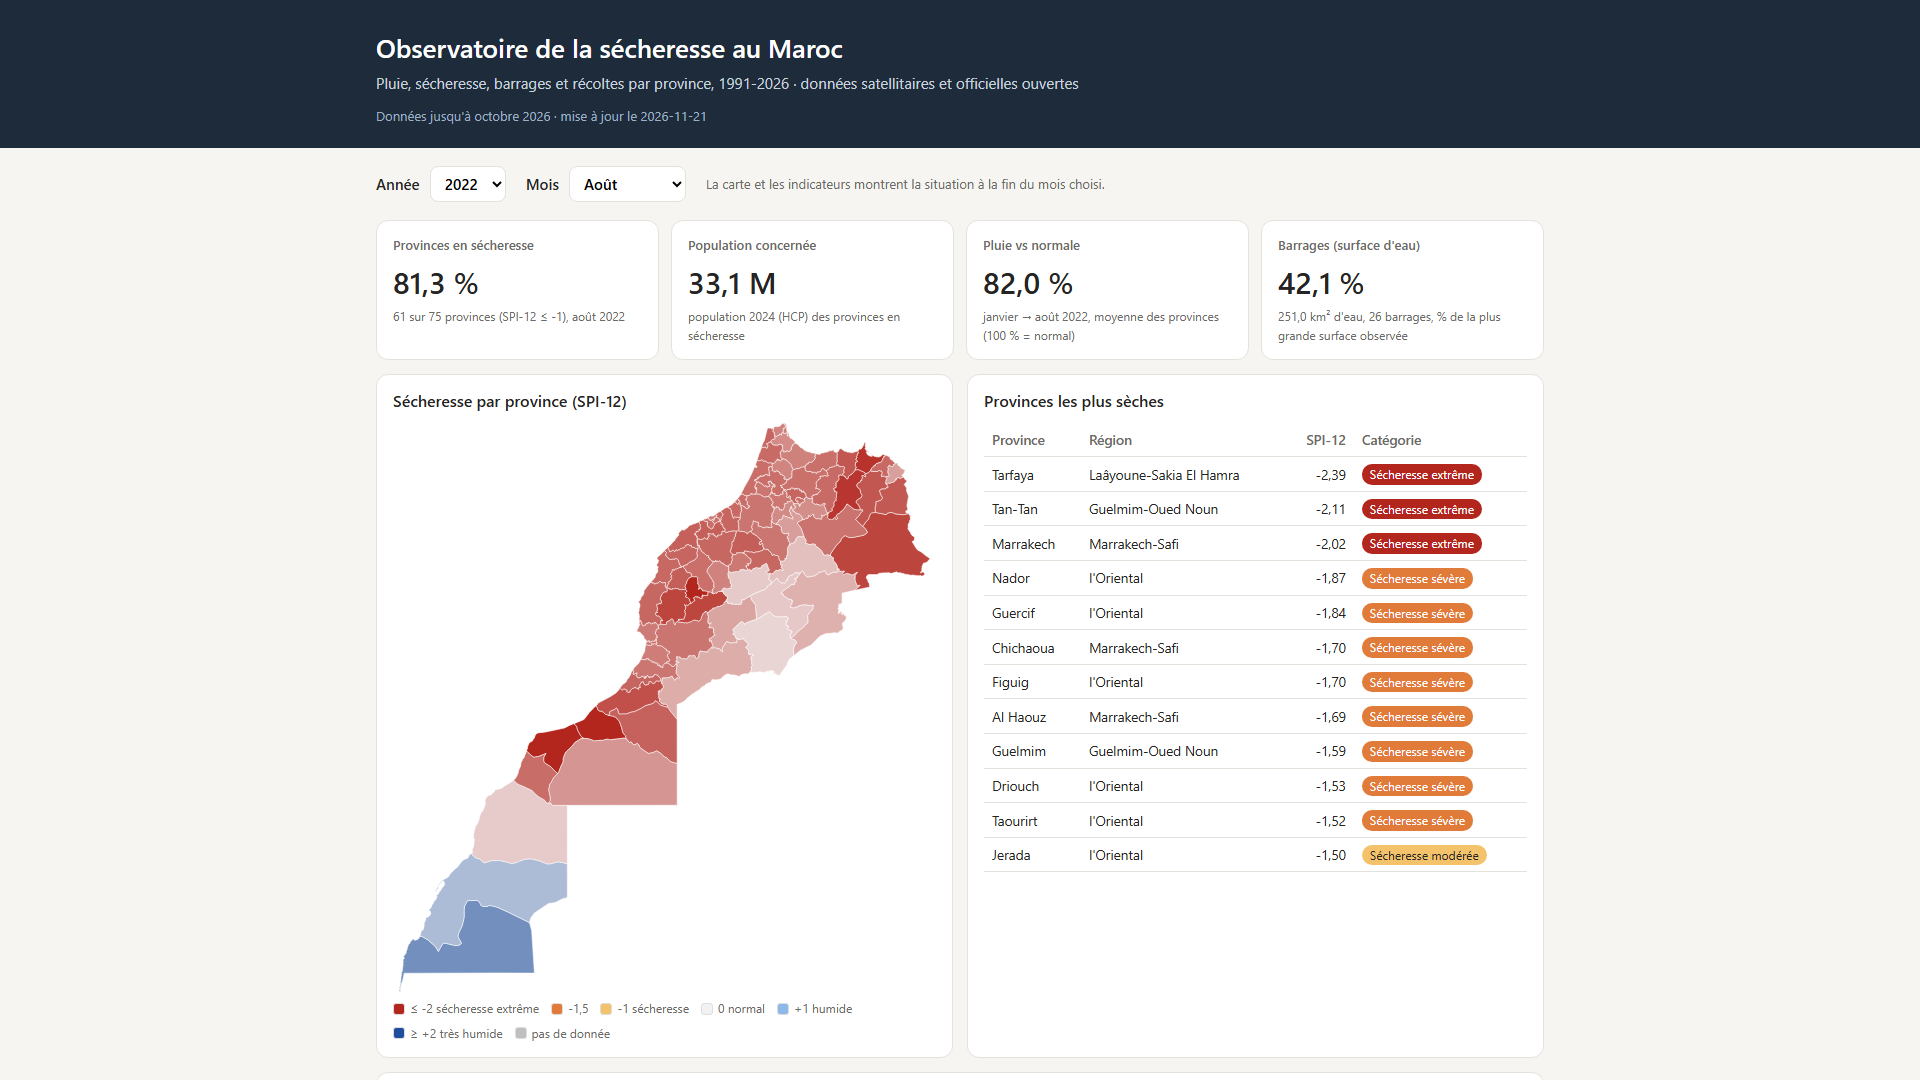 Observatoire de la sécheresse au Maroc
Pluie, sécheresse, barrages et récoltes par province, 1991-2026 · données satellitaires et officielles ouvertes
Données jusqu'à octobre 2026 · mise à jour le 2026-11-21
Année 2022 Mois Août La carte et les indicateurs montrent la situation à la fin du mois choisi.
Provinces en sécheresse
81,3 %
61 sur 75 provinces (SPI-12 ≤ -1), août 2022
Population concernée
33,1 M
population 2024 (HCP) des provinces en
sécheresse
Pluie vs normale
82,0 %
janvier → août 2022, moyenne des provinces
(100 % = normal)
Barrages (surface d'eau)
42,1 %
251,0 km² d'eau, 26 barrages, % de la plus
grande surface observée
Sécheresse par province (SPI-12)
≤ -2 sécheresse extrême -1,5 -1 sécheresse 0 normal +1 humide
≥ +2 très humide pas de donnée
Provinces les plus sèches
Province Région SPI-12 Catégorie
Tarfaya Laâyoune-Sakia El Hamra -2,39 Sécheresse extrême
Tan-Tan Guelmim-Oued Noun -2,11 Sécheresse extrême
Marrakech Marrakech-Safi -2,02 Sécheresse extrême
Nador l'Oriental -1,87 Sécheresse sévère
Guercif l'Oriental -1,84 Sécheresse sévère
Chichaoua Marrakech-Safi -1,70 Sécheresse sévère
Figuig l'Oriental -1,70 Sécheresse sévère
Al Haouz Marrakech-Safi -1,69 Sécheresse sévère
Guelmim Guelmim-Oued Noun -1,59 Sécheresse sévère
Driouch l'Oriental -1,53 Sécheresse sévère
Taourirt l'Oriental -1,52 Sécheresse sévère
Jerada l'Oriental -1,50 Sécheresse modérée